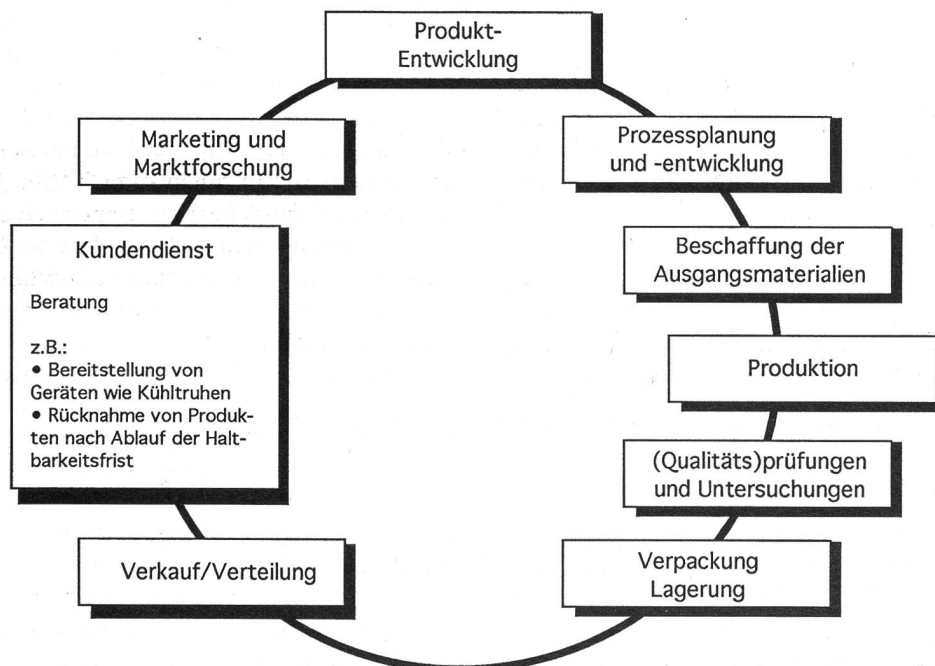 Produkt-
Entwicklung
Prozessplanung
und -entwicklung
Beschaffung der
Ausgangsmaterialien
Produktion
(Qualitäts)prüfungen
und Untersuchungen
Verpackung
Lagerung
Verkauf/Verteilung
Kundendienst
Beratung
z.B.:
• Bereitstellung von
Geräten wie Kühltruhen
• Rücknahme von Produk-
ten nach Ablauf der Halt-
barkeitsfrist
Marketing und
Marktforschung